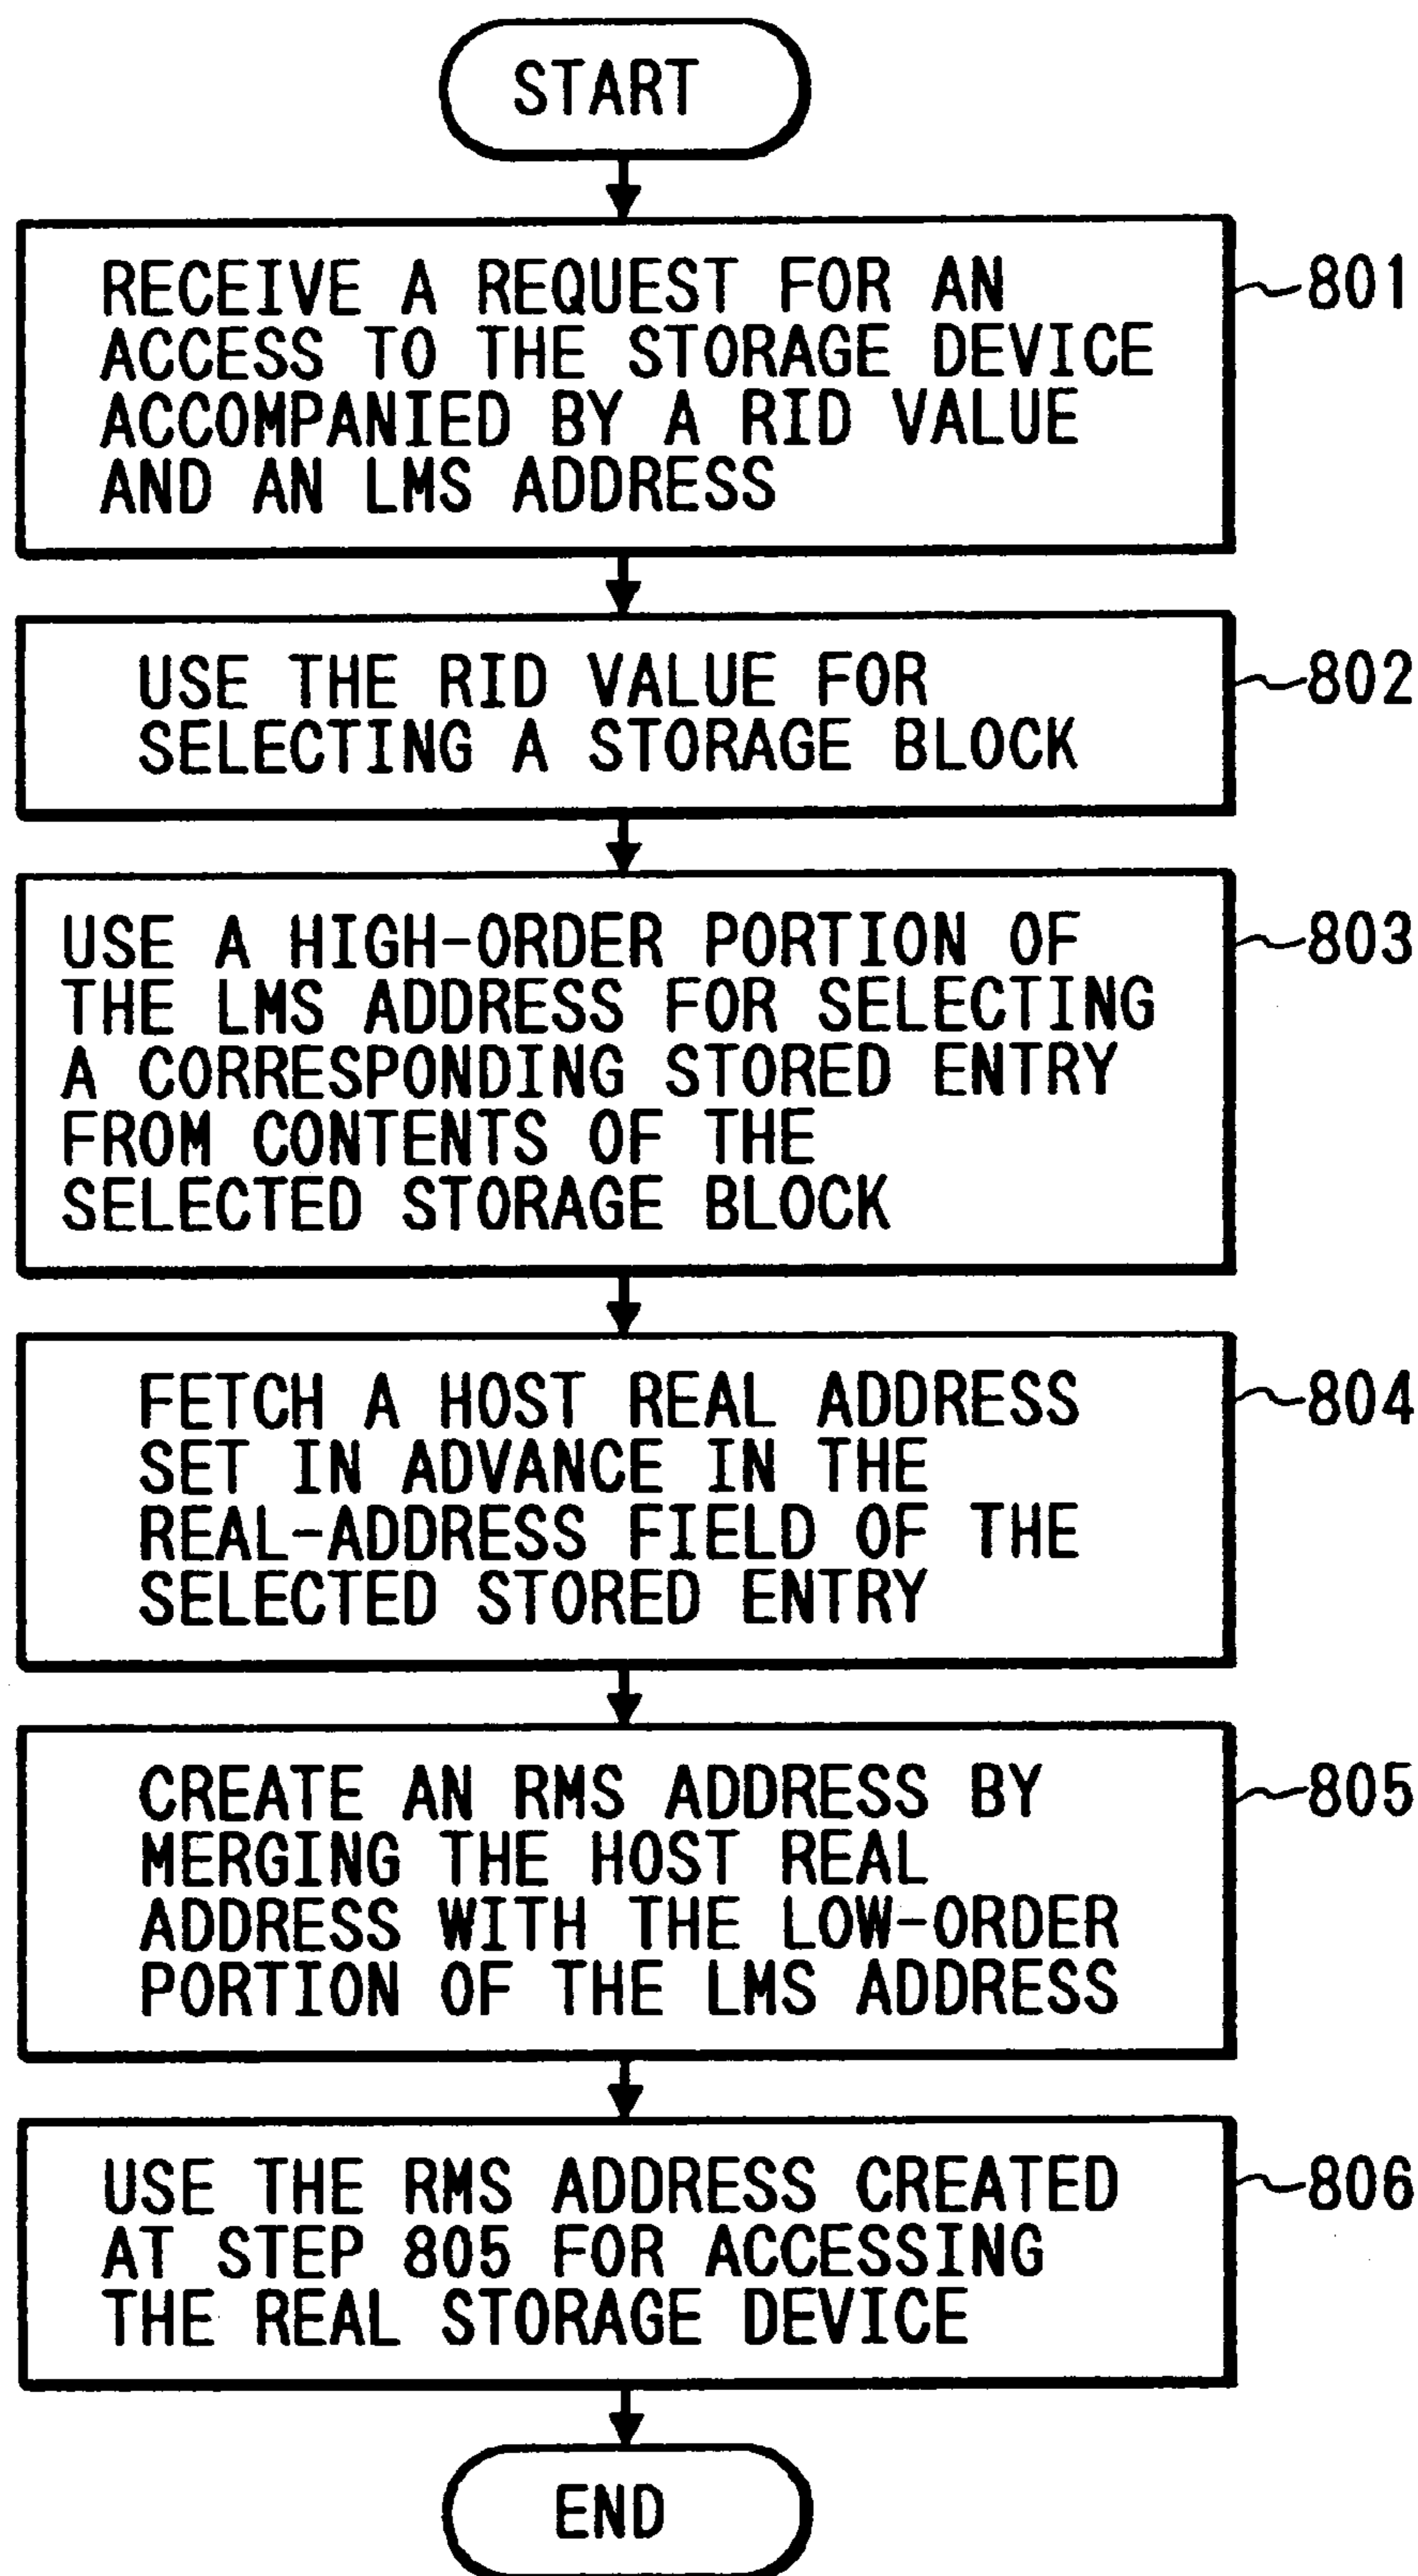 START
RECEIVE A REQUEST FOR AN
ACCESS TO THE STORAGE DEVICE
ACCOMPANIED BY A RID VALUE
AND AN LMS ADDRESS
801
USE THE RID VALUE FOR
SELECTING A STORAGE BLOCK
802
USE A HIGH-ORDER PORTION OF
THE LMS ADDRESS FOR SELECTING
A CORRESPONDING STORED ENTRY
FROM CONTENTS OF THE
SELECTED STORAGE BLOCK
803
FETCH A HOST REAL ADDRESS
SET IN ADVANCE IN THE
REAL-ADDRESS FIELD OF THE
SELECTED STORED ENTRY
804
CREATE AN RMS ADDRESS BY
MERGING THE HOST REAL
ADDRESS WITH THE LOW-ORDER
PORTION OF THE LMS ADDRESS
805
USE THE RMS ADDRESS CREATED
AT STEP 805 FOR ACCESSING
THE REAL STORAGE DEVICE
806
END